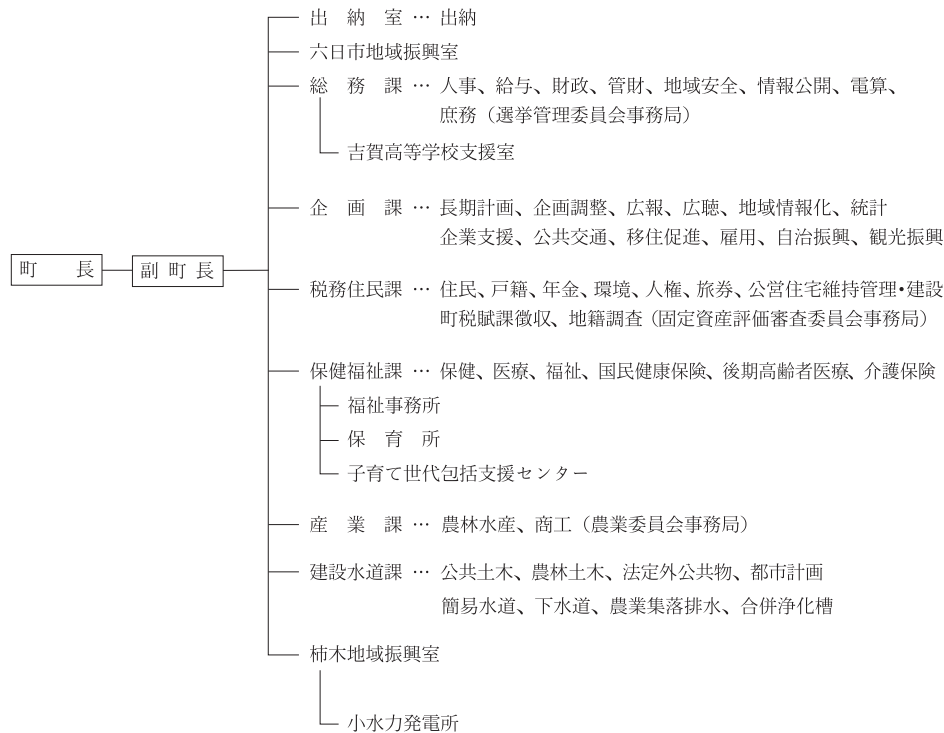 出納室 … 出納
六日市地域振興室
総務課 … 人事、給与、財政、管財、地域安全、情報公開、電算、
庶務（選挙管理委員会事務局）
吉賀高等学校支援室
企画課 … 長期計画、企画調整、広報、広聴、地域情報化、統計
企業支援、公共交通、移住促進、雇用、自治振興、観光振興
町長
副町長
税務住民課 … 住民、戸籍、年金、環境、人権、旅券、公営住宅維持管理・建設
町税賦課徴収、地籍調査（固定資産評価審査委員会事務局）
保健福祉課 … 保健、医療、福祉、国民健康保険、後期高齢者医療、介護保険
福祉事務所
保育所
子育て世代包括支援センター
産業課 … 農林水産、商工（農業委員会事務局）
建設水道課 … 公共土木、農林土木、法定外公共物、都市計画
簡易水道、下水道、農業集落排水、合併浄化槽
柿木地域振興室
小水力発電所